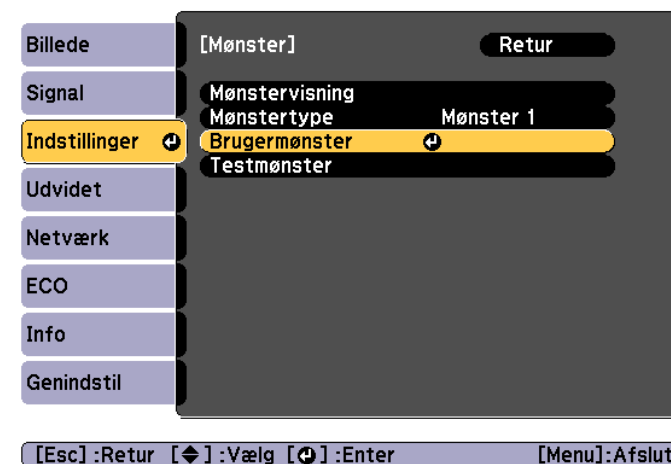 Billede
Signal
Indstillinger
Udvidet
Netværk
ECO
Info
Genindstil
[Mønster] Retur
Mønstervisning
Mønstertype Mønster 1
Brugermønster
Testmønster
[Esc] :Retur [◆] :Vælg [⏎] :Enter [Menu]:Afslut